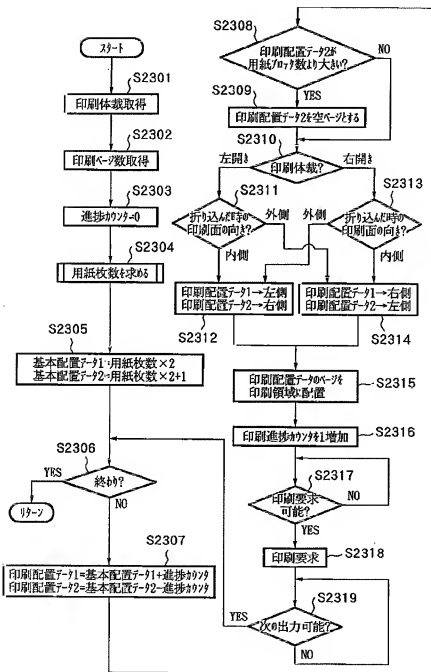 スタート
S2301
印刷体裁取得
S2302
印刷ページ数取得
S2303
進捗カウンタ=0
S2304
用紙枚数を求める
S2305
基本配置データ1=用紙枚数×2
基本配置データ2=用紙枚数×2+1
S2306
YES
終わり?
リターン
NO
S2307
印刷配置データ1=基本配置データ1+進捗カウンタ
印刷配置データ2=基本配置データ2-進捗カウンタ
S2308
印刷配置データ2が
用紙ブロック数より大きい?
NO
YES
S2309
印刷配置データ2を空ページとする
S2310
左開き
印刷体裁?
右開き
S2311
S2313
折り込んだ時の
印刷面の向き?
外側
外側
折り込んだ時の
印刷面の向き?
内側
内側
印刷配置データ1→左側
印刷配置データ2→右側
印刷配置データ1→右側
印刷配置データ2→左側
S2312
S2314
印刷配置データのページを
印刷領域に配置
S2315
印刷進捗カウンタを1増加
S2316
S2317
印刷要求
可能?
NO
YES
S2318
印刷要求
S2319
YES
次の出力可能?
NO